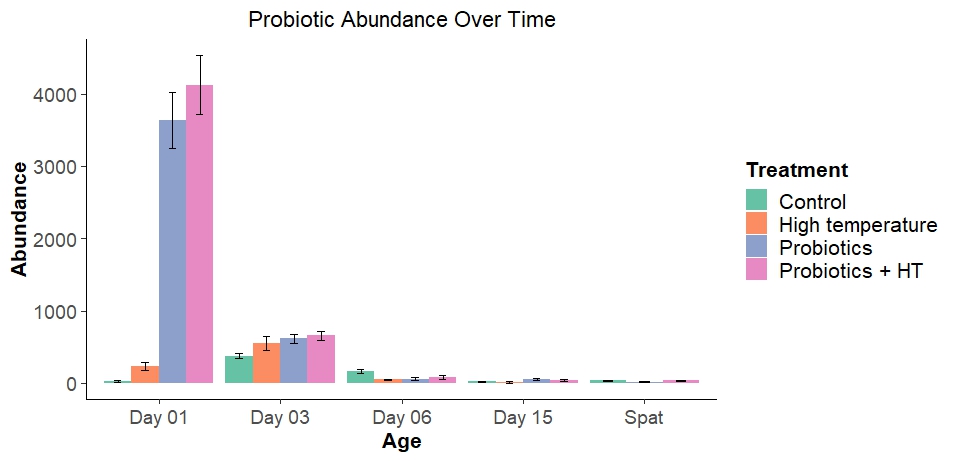 Probiotic Abundance Over Time
Abundance
4000
3000
2000
1000
0
Day 01
Day 03
Day 06
Day 15
Spat
Age
Treatment
Control
High temperature
Probiotics
Probiotics + HT